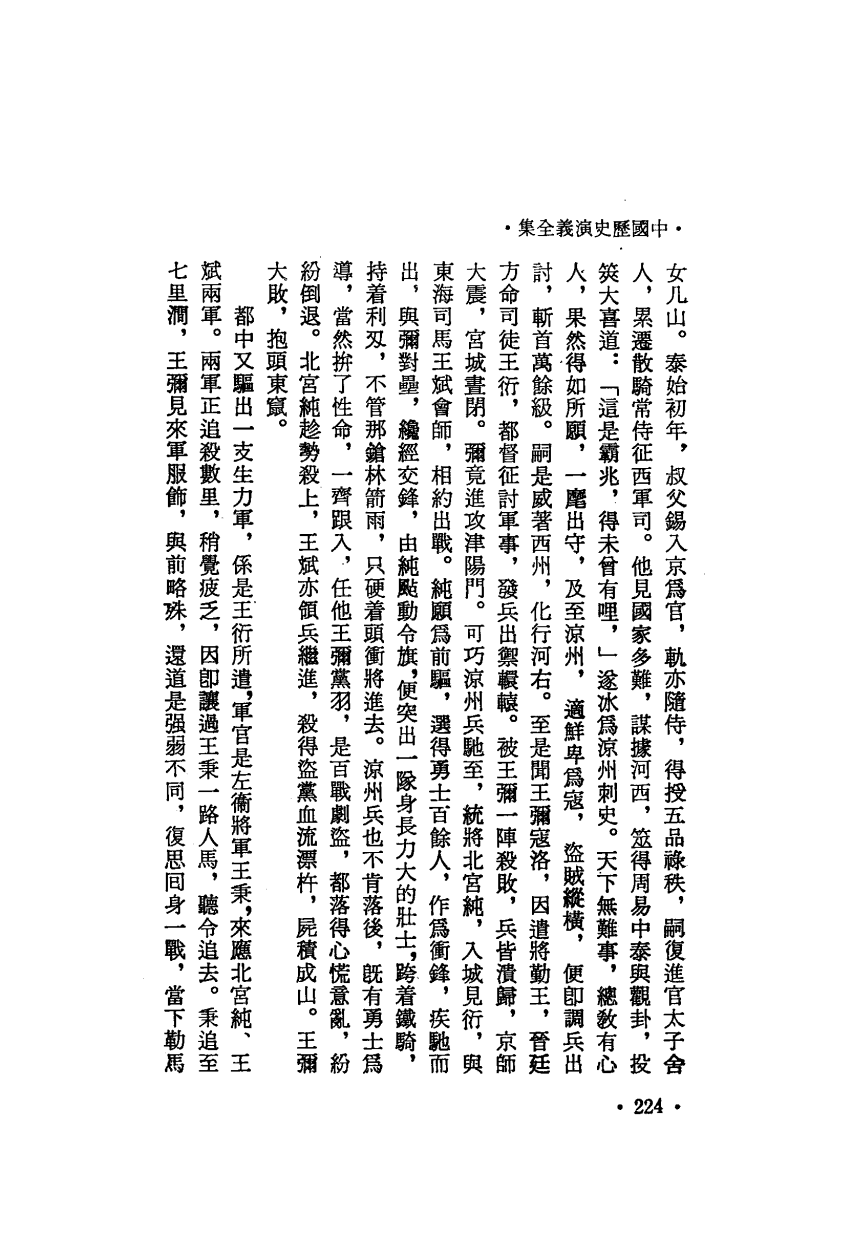 ·中國歷史演義全集·
女几山。泰始初年，叔父錫入京爲官，軌亦隨侍，得授五品祿秩，嗣復進官太子舍
人，累遷散騎常侍征西軍司。他見國家多難，謀據河西，筮得周易中泰與觀卦，投
筴大喜道：「這是霸兆，得未曾有哩，」遂求爲涼州刺史。天下無難事，總教有心
人，果然得如所願，一麾出守，及至涼州，適鮮卑爲寇，盜賊縱橫，便卽調兵出
討，斬首萬餘級。嗣是威著西州，化行河右。至是聞王彌寇洛，因遣將勤王，晉廷
方命司徒王衍，都督征討軍事，發兵出禦轘轅。被王彌一陣殺敗，兵皆潰歸，京師
大震，宮城晝閉。彌竟進攻津陽門。可巧涼州兵馳至，統將北宮純，入城見衍，與
東海司馬王斌會師，相約出戰。純願爲前驅，選得勇士百餘人，作爲衝鋒，疾馳而
出，與彌對壘，纔經交鋒，由純颭動令旗，便突出一隊身長力大的壯士，跨着鐵騎，
持着利刄，不管那鎗林箭雨，只硬着頭衝將進去。涼州兵也不肯落後，旣有勇士爲
導，當然拚了性命，一齊跟入，任他王彌黨羽，是百戰劇盜，都落得心慌意亂，紛
紛倒退。北宮純趁勢殺上，王斌亦領兵繼進，殺得盜黨血流漂杵，屍積成山。王彌
大敗，抱頭東竄。
都中又驅出一支生力軍，係是王衍所遣，軍官是左衞將軍王秉，來應北宮純、王
斌兩軍。兩軍正追殺數里，稍覺疲乏，因卽讓過王秉一路人馬，聽令追去。秉追至
七里澗，王彌見來軍服飾，與前略殊，還道是强弱不同，復思囘身一戰，當下勒馬
·224·